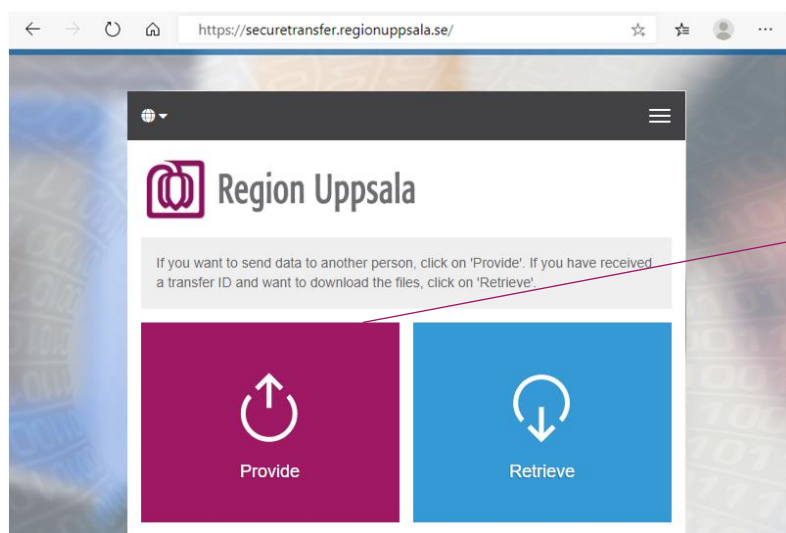 https://securetransfer.regionuppsala.se/
Region Uppsala
If you want to send data to another person, click on 'Provide'. If you have received
a transfer ID and want to download the files, click on 'Retrieve'.
Provide
Retrieve